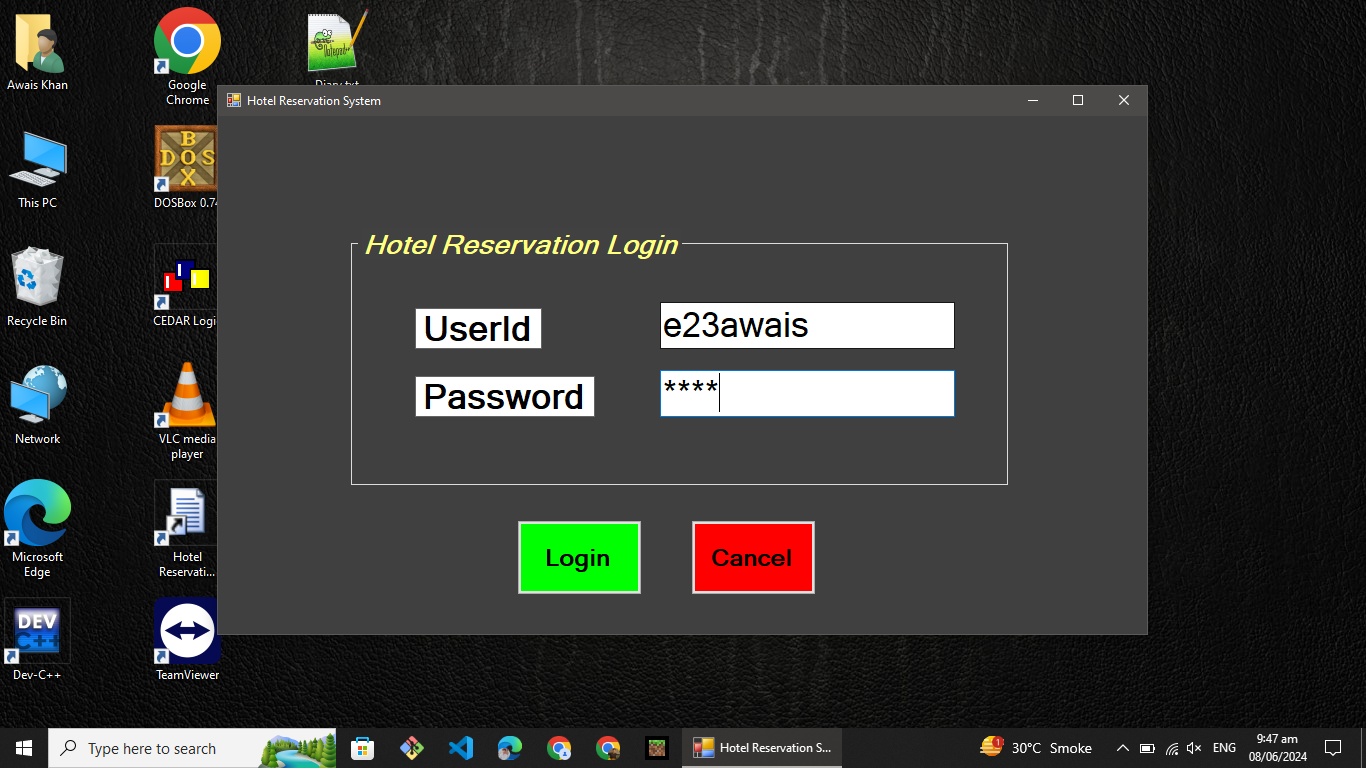 Awais Khan
Google
Chrome
Diary.txt
Hotel Reservation System
This PC
DOSBox 0.74
Recycle Bin
CEDAR Logi
Hotel Reservation Login
UserId
e23awais
Password
****
Network
VLC media
player
Login
Cancel
Microsoft
Edge
Hotel
Reservati...
DEV
C++
Dev-C++
TeamViewer
Type here to search
Hotel Reservation S...
1
30°C Smoke
ENG
9:47 am
08/06/2024